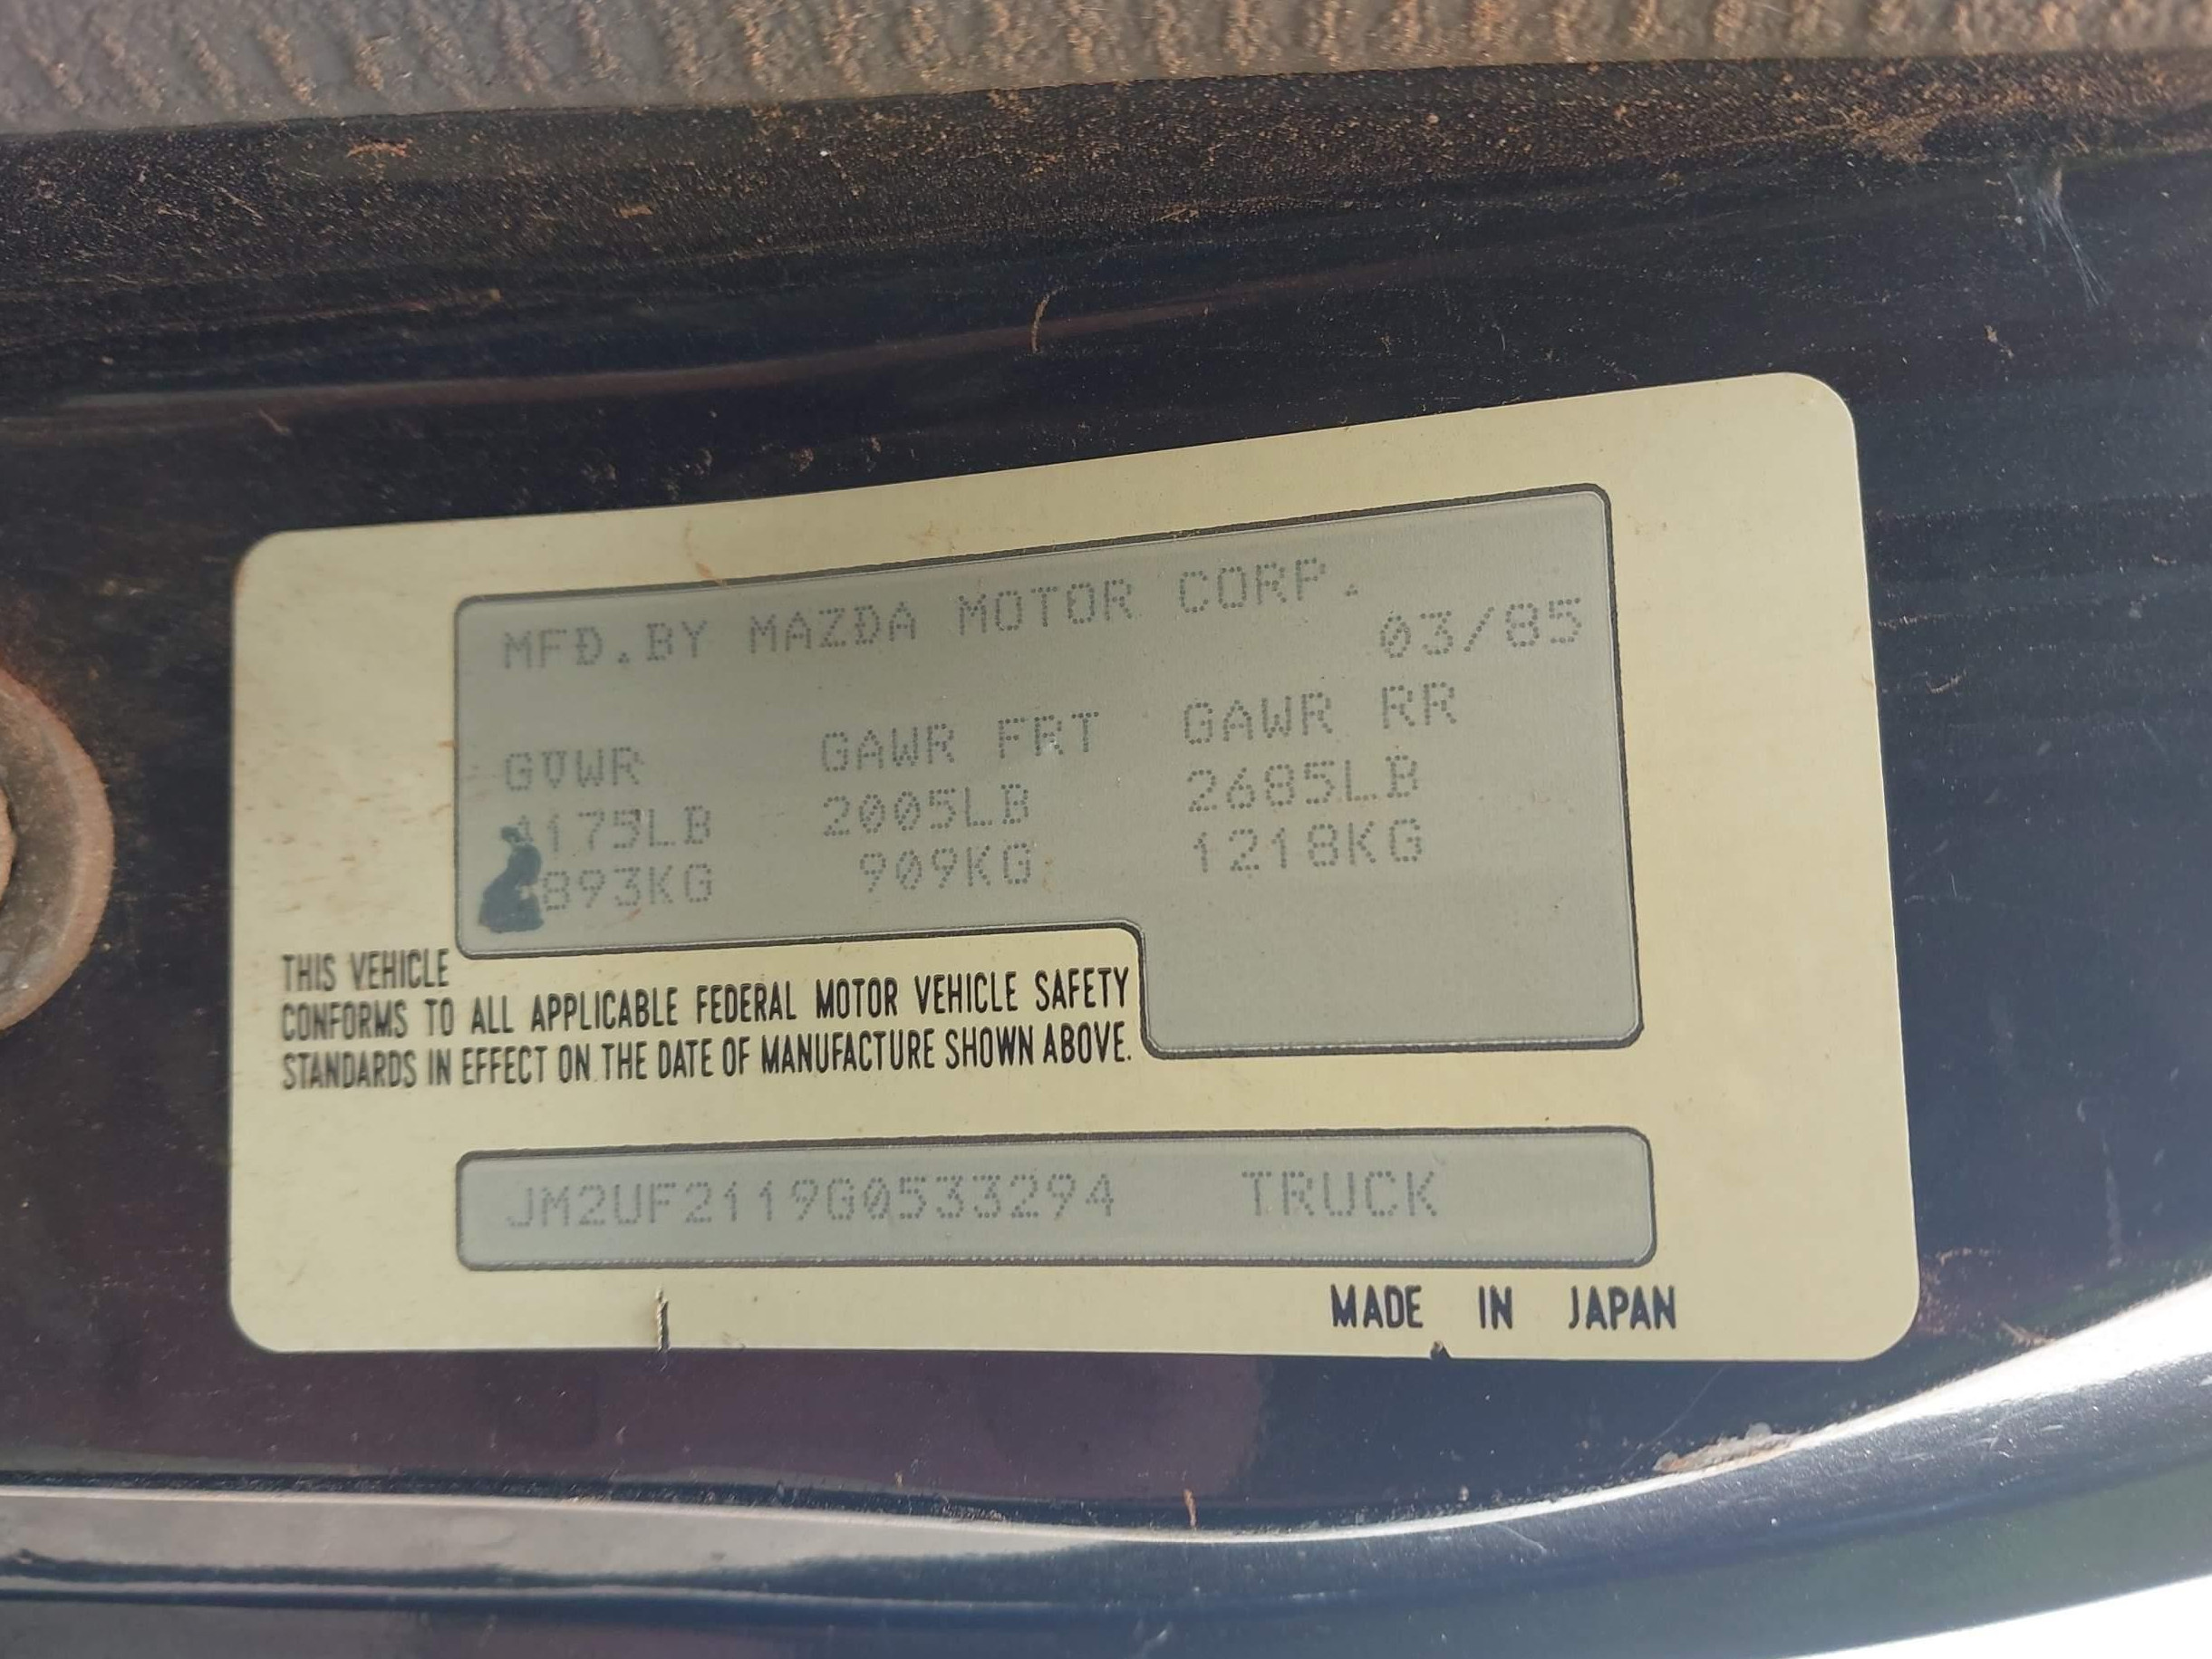 MFD.BY MAZDA MOTOR CORP.
03/85
GVWR GAWR FRT GAWR RR
2005LB 2685LB
909KG 1218KG
THIS VEHICLE
CONFORMS TO ALL APPLICABLE FEDERAL MOTOR VEHICLE SAFETY
STANDARDS IN EFFECT ON THE DATE OF MANUFACTURE SHOWN ABOVE.
JM2UF2119G0533294 TRUCK
MADE IN JAPAN